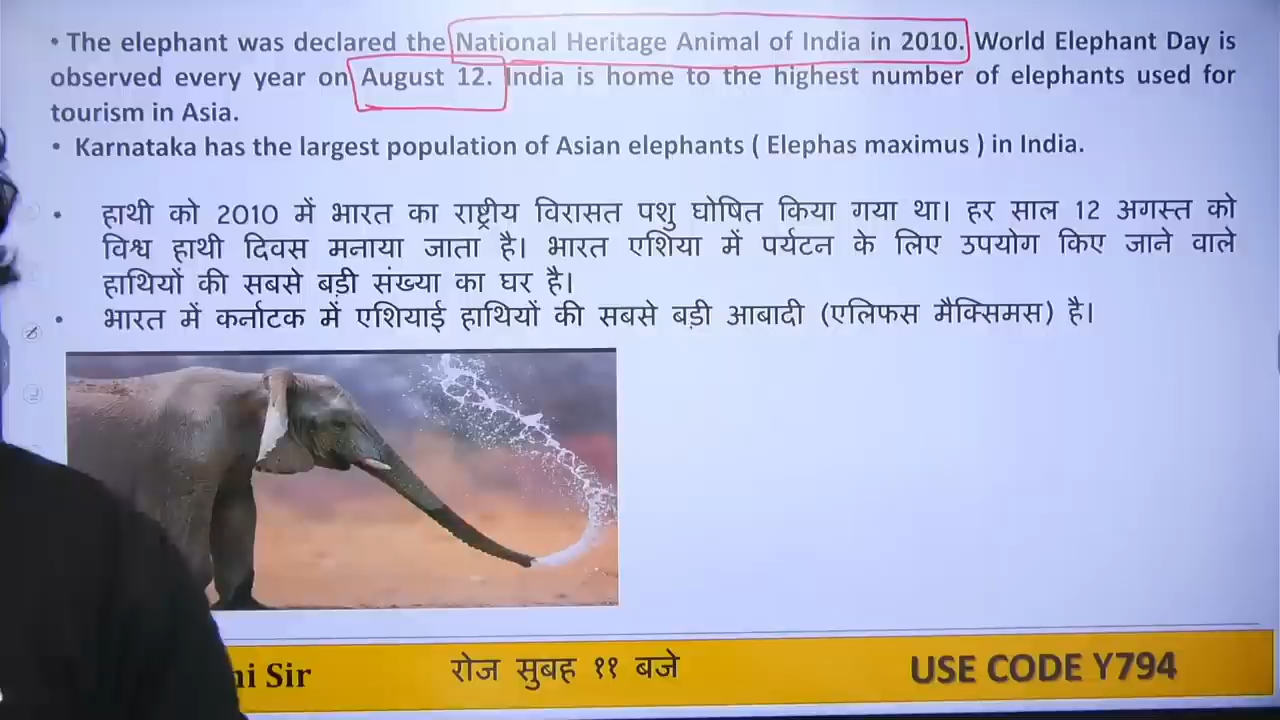 • The elephant was declared the National Heritage Animal of India in 2010. World Elephant Day is
observed every year on August 12. India is home to the highest number of elephants used for
tourism in Asia.
• Karnataka has the largest population of Asian elephants ( Elephas maximus ) in India.
• हाथी को 2010 में भारत का राष्ट्रीय विरासत पशु घोषित किया गया था। हर साल 12 अगस्त को
विश्व हाथी दिवस मनाया जाता है। भारत एशिया में पर्यटन के लिए उपयोग किए जाने वाले
हाथियों की सबसे बड़ी संख्या का घर है।
• भारत में कर्नाटक में एशियाई हाथियों की सबसे बड़ी आबादी (एलिफस मैक्सिमस) है।
Sir रोज सुबह ११ बजे USE CODE Y794